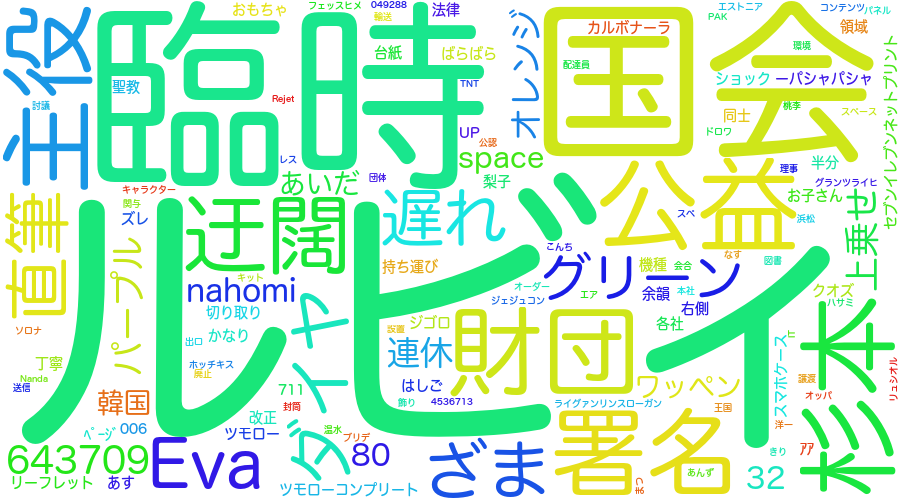 主役
臨時
国会
ルビイ
公益
財団
杉本
署名
迂闊
遅れ
直筆
パープル
ダイヤ
グリーン
オレンジ
上乗せ
ざま
Eva
643709
nahomi
space
80
32
連休
韓国
ワッペン
あいだ
おもちゃ
フェッスヒメ
049288
輸送
法律
台紙
ばらばら
TNT
聖教
討議
Rejet
レス
団体
UP
公認
梨子
キャラクター
関与
ズレ
持ち運び
キット
切り取り
かなり
出口
ホッチキス
廃止
ソロナ
丁寧
Nanda
送信
ページ
006
711
封筒
改正
ツモロー
温水
プリデ
リーフレット
あす
ツモローコンプリート
設置
ジゴロ
はしご
飾り
4536713
ライグァンリンスローガン
各社
エア
オーダー
ジェジュコン
こんち
機種
会合
本社
余韻
右側
スペ
なす
図書
浜松
お子さん
グランツライヒ
理事
半分
カルボナーラ
配達員
エストニア
PAK
コンテンツ
パネル
領域
環境
ショック
ーパシャパシャ
桃李
同士
スペース
ドロワ
セブンイレブンネットプリント
クオズ
ハサミ
スマホケース
譲渡
オッパ
リュシオル
王国
洋一
アア
きり
あんず
まつ